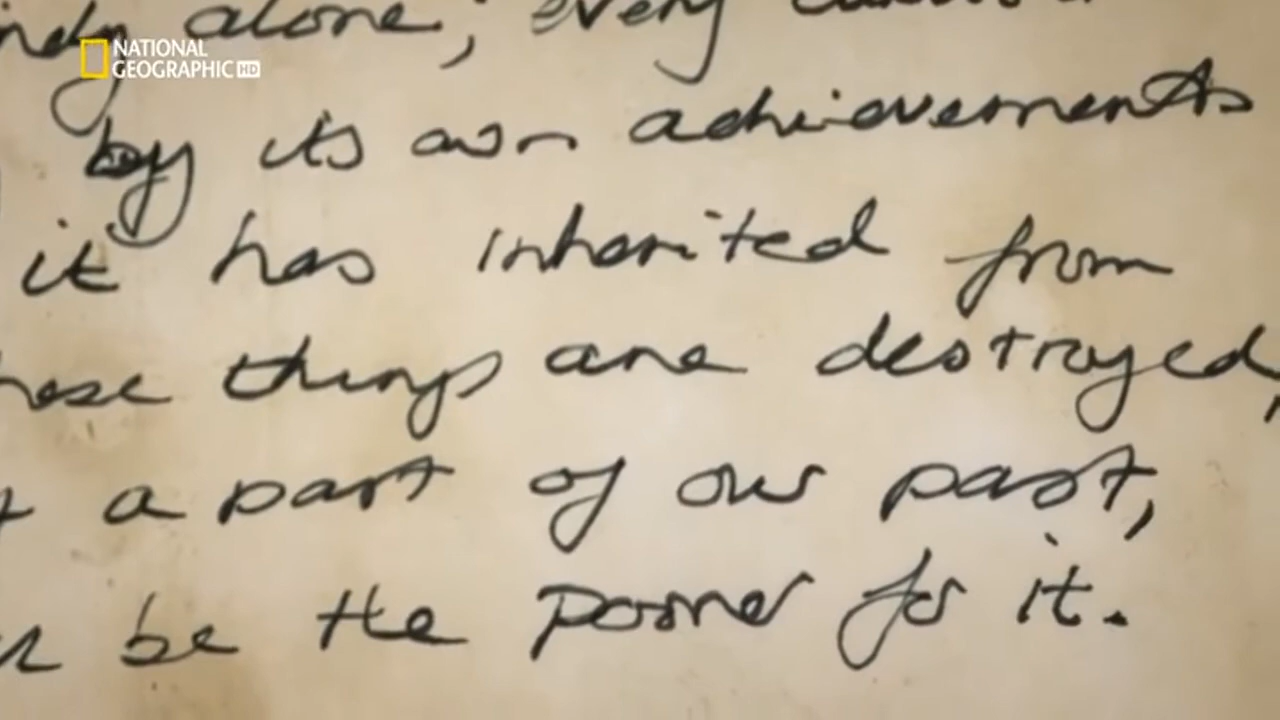 alone, every
NATIONAL
GEOGRAPHIC HD
by its own achievements
it has inherited from
things are destroyed,
a part of our past,
be the poorer for it.